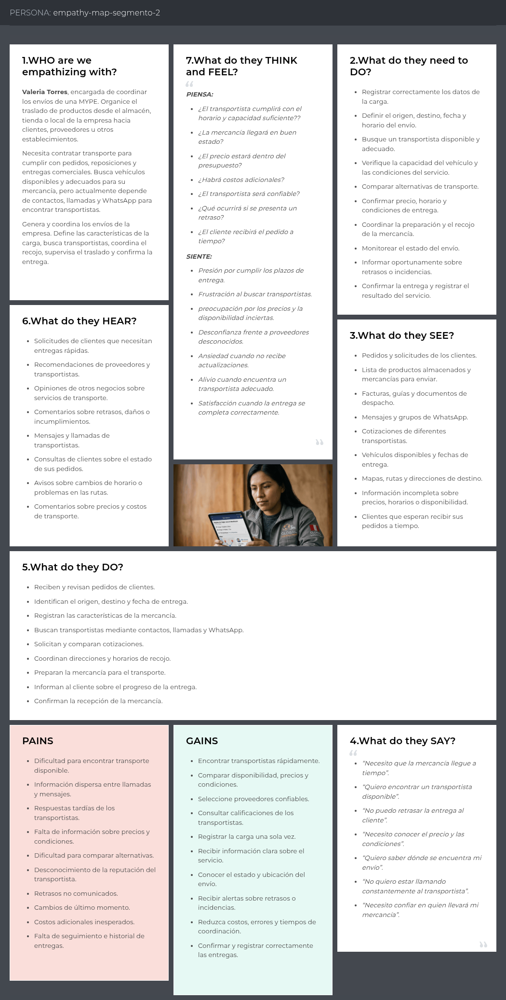 PERSONA: empathy-map-segmento-2
1.WHO are we
empathizing with?
Valeria Torres, encargada de coordinar
los envíos de una MYPE. Organice el
traslado de productos desde el almacén,
tienda o local de la empresa hacia
clientes, proveedores u otros
establecimientos.
Necesita contratar transporte para
cumplir con pedidos, reposiciones y
entregas comerciales. Busca vehículos
disponibles y adecuados para su
mercancía, pero actualmente depende
de contactos, llamadas y WhatsApp para
encontrar transportistas.
Genera y coordina los envíos de la
empresa. Define las características de la
carga, busca transportistas, coordina el
recojo, supervisa el traslado y confirma la
entrega.
7.What do they THINK
and FEEL?
“
PIENSA:
• ¿El transportista cumplirá con el
horario y capacidad suficiente??
• ¿La mercancía llegará en buen
estado?
• ¿El precio estará dentro del
presupuesto?
• ¿Habrá costos adicionales?
• ¿El transportista será confiable?
• ¿Qué ocurrirá si se presenta un
retraso?
• ¿El cliente recibirá el pedido a
tiempo?
SIENTE:
• Presión por cumplir los plazos de
entrega.
• Frustración al buscar transportistas.
• preocupación por los precios y la
disponibilidad inciertas.
• Desconfianza frente a proveedores
desconocidos.
• Ansiedad cuando no recibe
actualizaciones.
• Alivio cuando encuentra un
transportista adecuado.
• Satisfacción cuando la entrega se
completa correctamente.
”
2.What do they need to
DO?
• Registrar correctamente los datos de
la carga.
• Definir el origen, destino, fecha y
horario del envío.
• Busque un transportista disponible y
adecuado.
• Verifique la capacidad del vehículo y
las condiciones del servicio.
• Comparar alternativas de transporte.
• Confirmar precio, horario y
condiciones de entrega.
• Coordinar la preparación y el recojo
de la mercancía.
• Monitorear el estado del envío.
• Informar oportunamente sobre
retrasos o incidencias.
• Confirmar la entrega y registrar el
resultado del servicio.
6.What do they HEAR?
• Solicitudes de clientes que necesitan
entregas rápidas.
• Recomendaciones de proveedores y
transportistas.
• Opiniones de otros negocios sobre
servicios de transporte.
• Comentarios sobre retrasos, daños o
incumplimientos.
• Mensajes y llamadas de
transportistas.
• Consultas de clientes sobre el estado
de sus pedidos.
• Avisos sobre cambios de horario o
problemas en las rutas.
• Comentarios sobre precios y costos
de transporte.
GLOBAL
GLOBAL
3.What do they SEE?
• Pedidos y solicitudes de los clientes.
• Lista de productos almacenados y
mercancías para enviar.
• Facturas, guías y documentos de
despacho.
• Mensajes y grupos de WhatsApp.
• Cotizaciones de diferentes
transportistas.
• Vehículos disponibles y fechas de
entrega.
• Mapas, rutas y direcciones de destino.
• Información incompleta sobre
precios, horarios o disponibilidad.
• Clientes que esperan recibir sus
pedidos a tiempo.
5.What do they DO?
• Reciben y revisan pedidos de clientes.
• Identifican el origen, destino y fecha de entrega.
• Registran las características de la mercancía.
• Buscan transportistas mediante contactos, llamadas y WhatsApp.
• Solicitan y comparan cotizaciones.
• Coordinan direcciones y horarios de recojo.
• Preparan la mercancía para el transporte.
• Informan al cliente sobre el progreso de la entrega.
• Confirman la recepción de la mercancía.
PAINS
• Dificultad para encontrar transporte
disponible.
• Información dispersa entre llamadas
y mensajes.
• Respuestas tardías de los
transportistas.
• Falta de información sobre precios y
condiciones.
• Dificultad para comparar alternativas.
• Desconocimiento de la reputación del
transportista.
• Retrasos no comunicados.
• Cambios de último momento.
• Costos adicionales inesperados.
• Falta de seguimiento e historial de
entregas.
GAINS
• Encontrar transportistas rápidamente.
• Comparar disponibilidad, precios y
condiciones.
• Seleccione proveedores confiables.
• Consultar calificaciones de los
transportistas.
• Registrar la carga una sola vez.
• Recibir información clara sobre el
servicio.
• Conocer el estado y ubicación del
envío.
• Recibir alertas sobre retrasos o
incidencias.
• Reduzca costos, errores y tiempos de
coordinación.
• Confirmar y registrar correctamente
las entregas.
4.What do they SAY?
“
• “Necesito que la mercancía llegue a
tiempo”.
• “Quiero encontrar un transportista
disponible”.
• “No puedo retrasar la entrega al
cliente”.
• “Necesito conocer el precio y las
condiciones”.
• “Quiero saber dónde se encuentra mi
envío”.
• “No quiero estar llamando
constantemente al transportista”.
• “Necesito confiar en quien llevará mi
mercancía”.
”